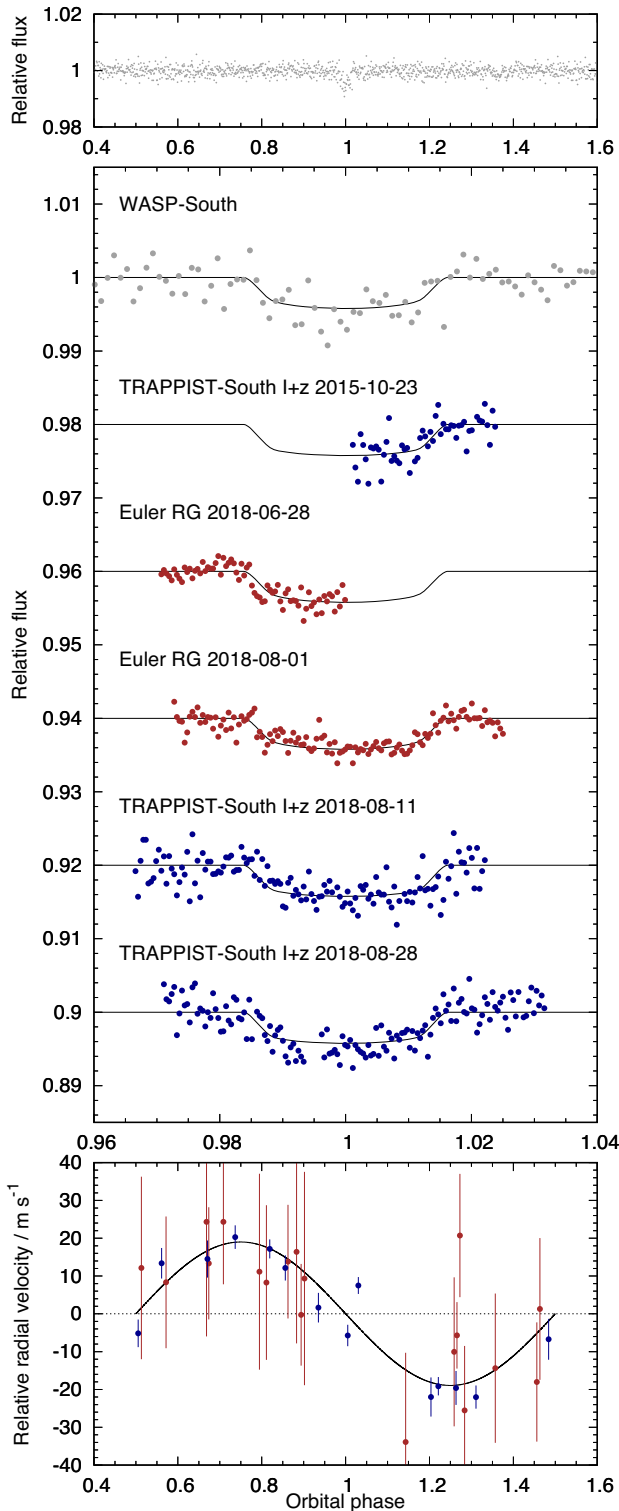 1.02
1
0.98
Relative flux
0.4 0.6 0.8 1 1.2 1.4 1.6
1.01
WASP-South
1
0.99
TRAPPIST-South I+z 2015-10-23
0.98
0.97
Euler RG 2018-06-28
0.96
0.95
Relative flux
Euler RG 2018-08-01
0.94
0.93
TRAPPIST-South I+z 2018-08-11
0.92
0.91
TRAPPIST-South I+z 2018-08-28
0.9
0.89
0.96 0.98 1 1.02 1.04
40
30
20
10
0
-10
-20
-30
-40
Relative radial velocity / m s⁻¹
0.4 0.6 0.8 1 1.2 1.4 1.6
Orbital phase